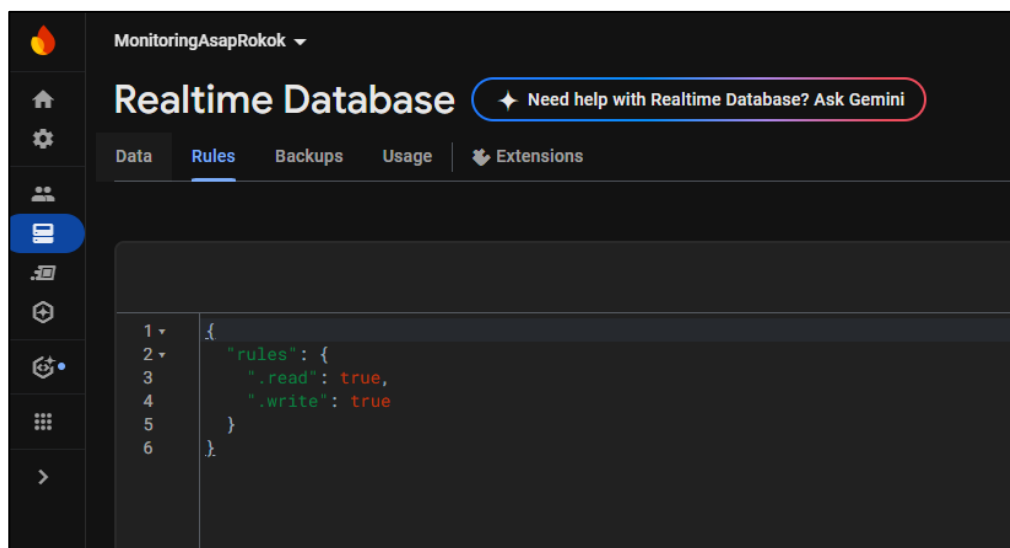 MonitoringAsapRokok
Realtime Database
Need help with Realtime Database? Ask Gemini
Data Rules Backups Usage Extensions
1 {
2 "rules": {
3 ".read": true,
4 ".write": true
5 }
6 }